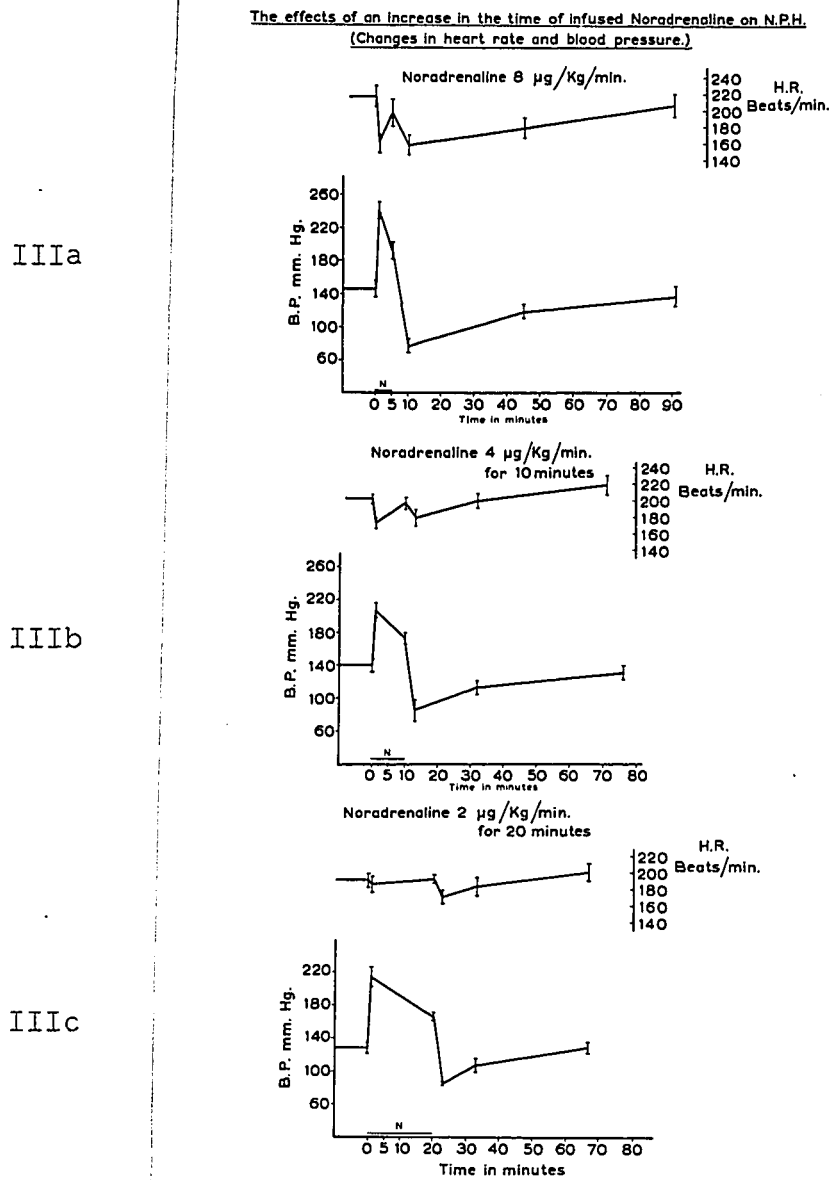 The effects of an increase in the time of infused Noradrenaline on N.P.H.
(Changes in heart rate and blood pressure.)
Noradrenaline 8 µg/Kg/min.
240
220
200
180
160
140
H.R.
Beats/min.
IIIa
B.P. mm. Hg.
260
220
180
140
100
60
N
0 5 10 20 30 40 50 60 70 80 90
Time in minutes
Noradrenaline 4 µg/Kg/min.
for 10 minutes
240
220
200
180
160
140
H.R.
Beats/min.
IIIb
B.P. mm. Hg.
260
220
180
140
100
60
N
0 5 10 20 30 40 50 60 70 80
Time in minutes
Noradrenaline 2 µg/Kg/min.
for 20 minutes
220
200
180
160
140
H.R.
Beats/min.
IIIc
B.P. mm. Hg.
220
180
140
100
60
N
0 5 10 20 30 40 50 60 70 80
Time in minutes